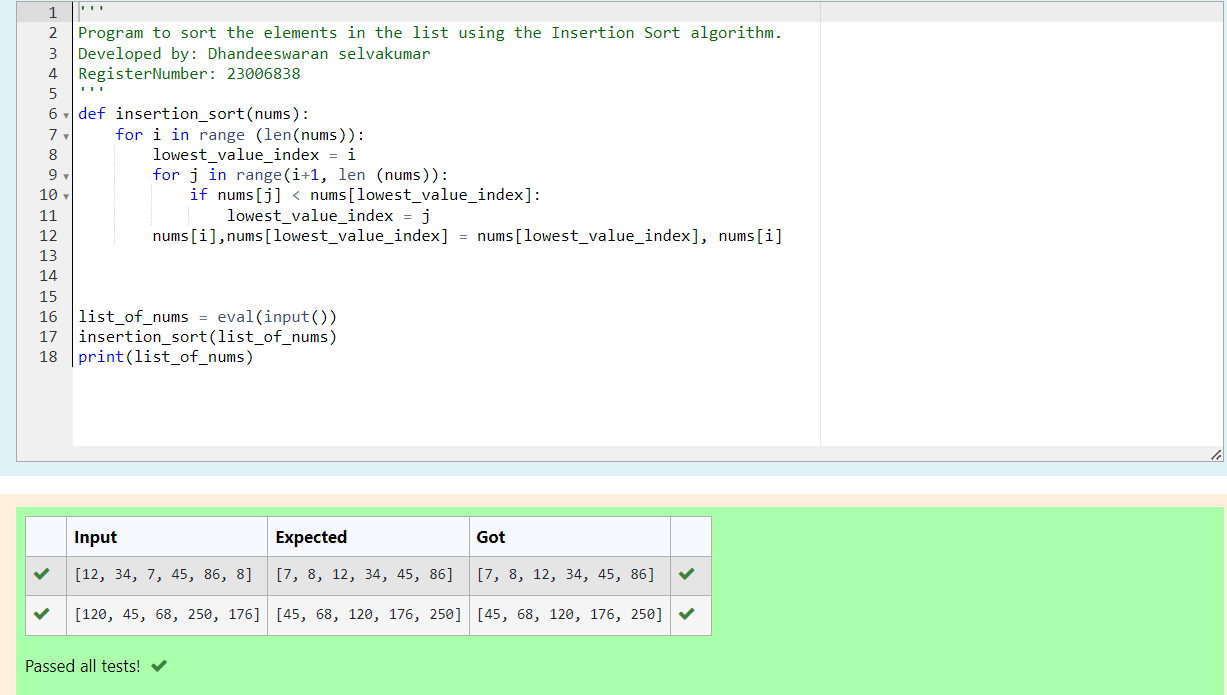 1 '''
2 Program to sort the elements in the list using the Insertion Sort algorithm.
3 Developed by: Dhandeeswaran selvakumar
4 RegisterNumber: 23006838
5 '''
6 def insertion_sort(nums):
7     for i in range (len(nums)):
8         lowest_value_index = i
9         for j in range(i+1, len (nums)):
10             if nums[j] < nums[lowest_value_index]:
11                 lowest_value_index = j
12         nums[i],nums[lowest_value_index] = nums[lowest_value_index], nums[i]
13
14
15
16 list_of_nums = eval(input())
17 insertion_sort(list_of_nums)
18 print(list_of_nums)
Input Expected Got
[12, 34, 7, 45, 86, 8] [7, 8, 12, 34, 45, 86] [7, 8, 12, 34, 45, 86]
[120, 45, 68, 250, 176] [45, 68, 120, 176, 250] [45, 68, 120, 176, 250]
Passed all tests!